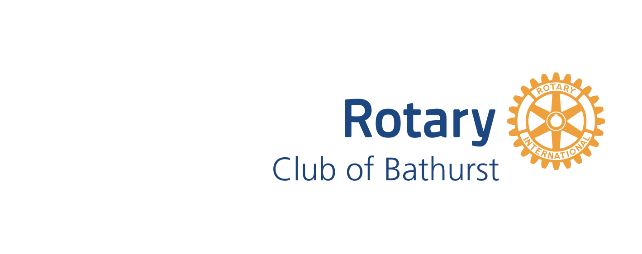 Rotary
Club of Bathurst
ROTARY
INTERNATIONAL